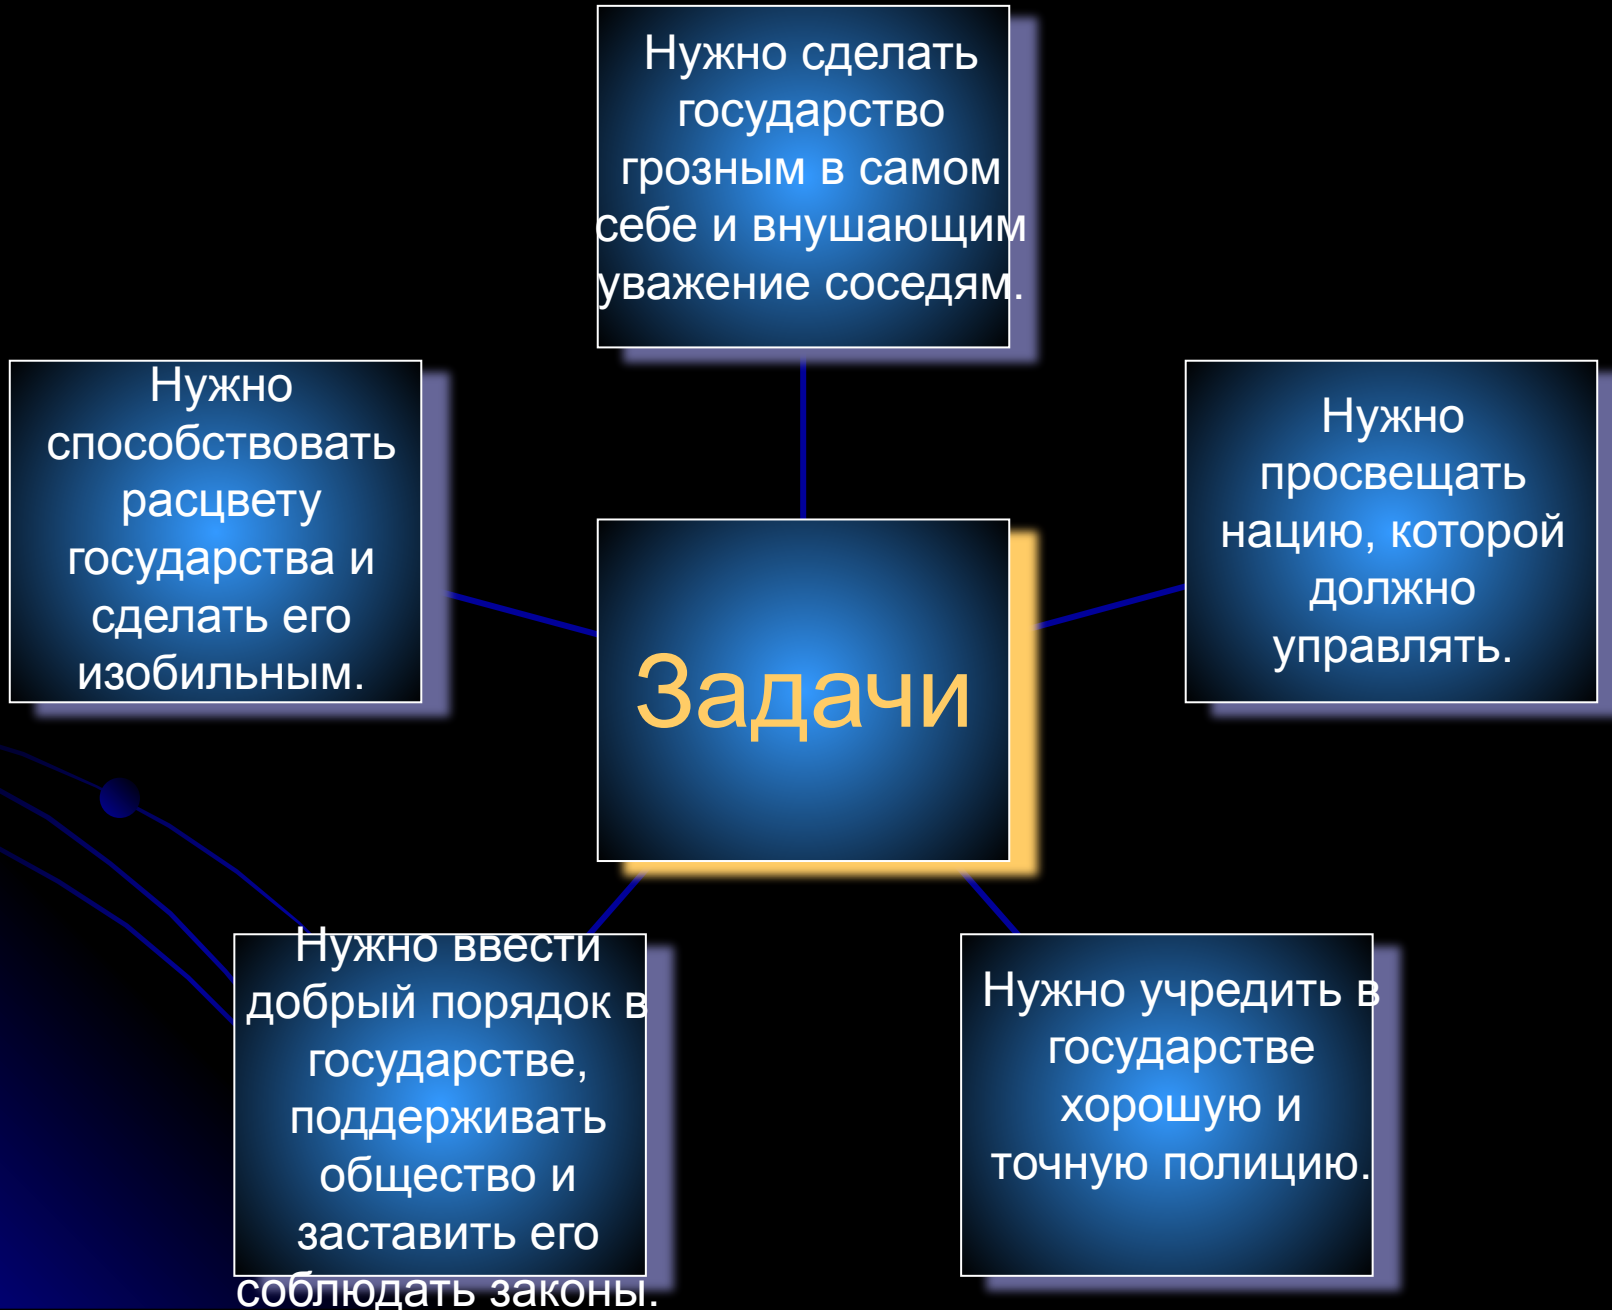 Нужно сделать
государство
грозным в самом
себе и внушающим
уважение соседям.
Нужно
способствовать
расцвету
государства и
сделать его
изобильным.
Нужно
просвещать
нацию, которой
должно
управлять.
Задачи
Нужно ввести
добрый порядок в
государстве,
поддерживать
общество и
заставить его
соблюдать законы.
Нужно учредить в
государстве
хорошую и
точную полицию.